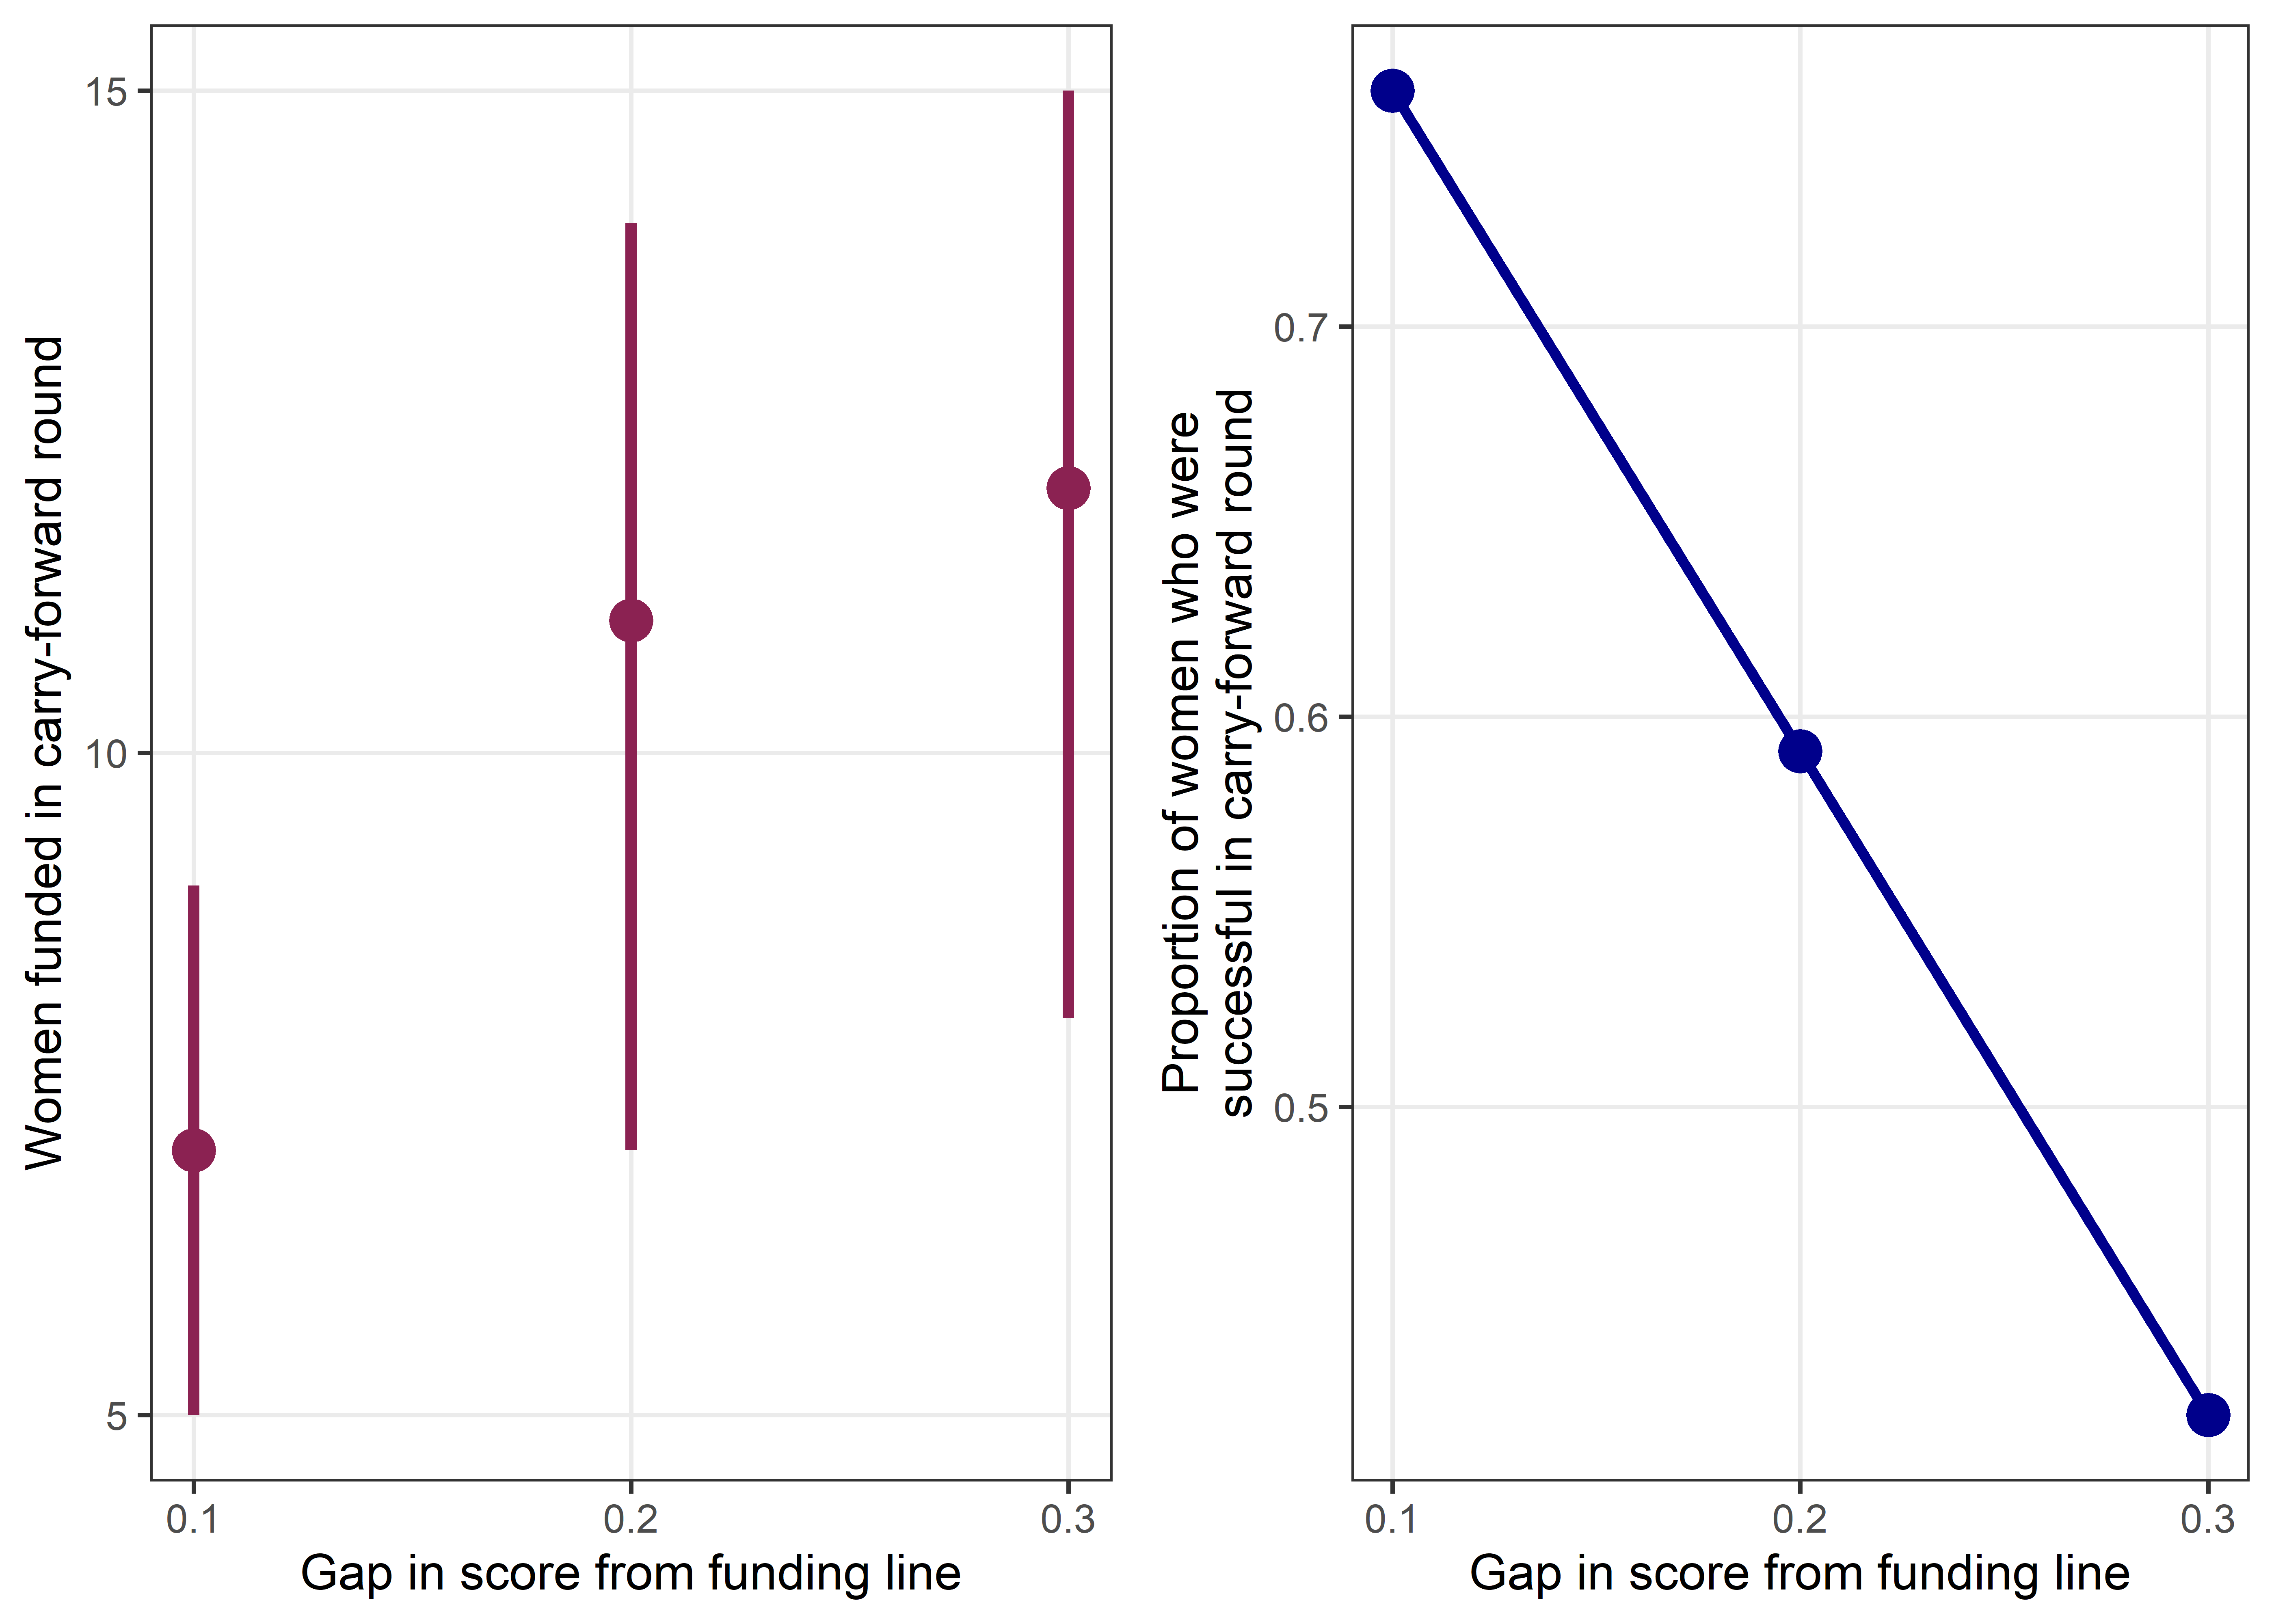 Women funded in carry-forward round
15
10
5
0.1
0.2
0.3
Gap in score from funding line
Proportion of women who were
successful in carry-forward round
0.7
0.6
0.5
0.1
0.2
0.3
Gap in score from funding line